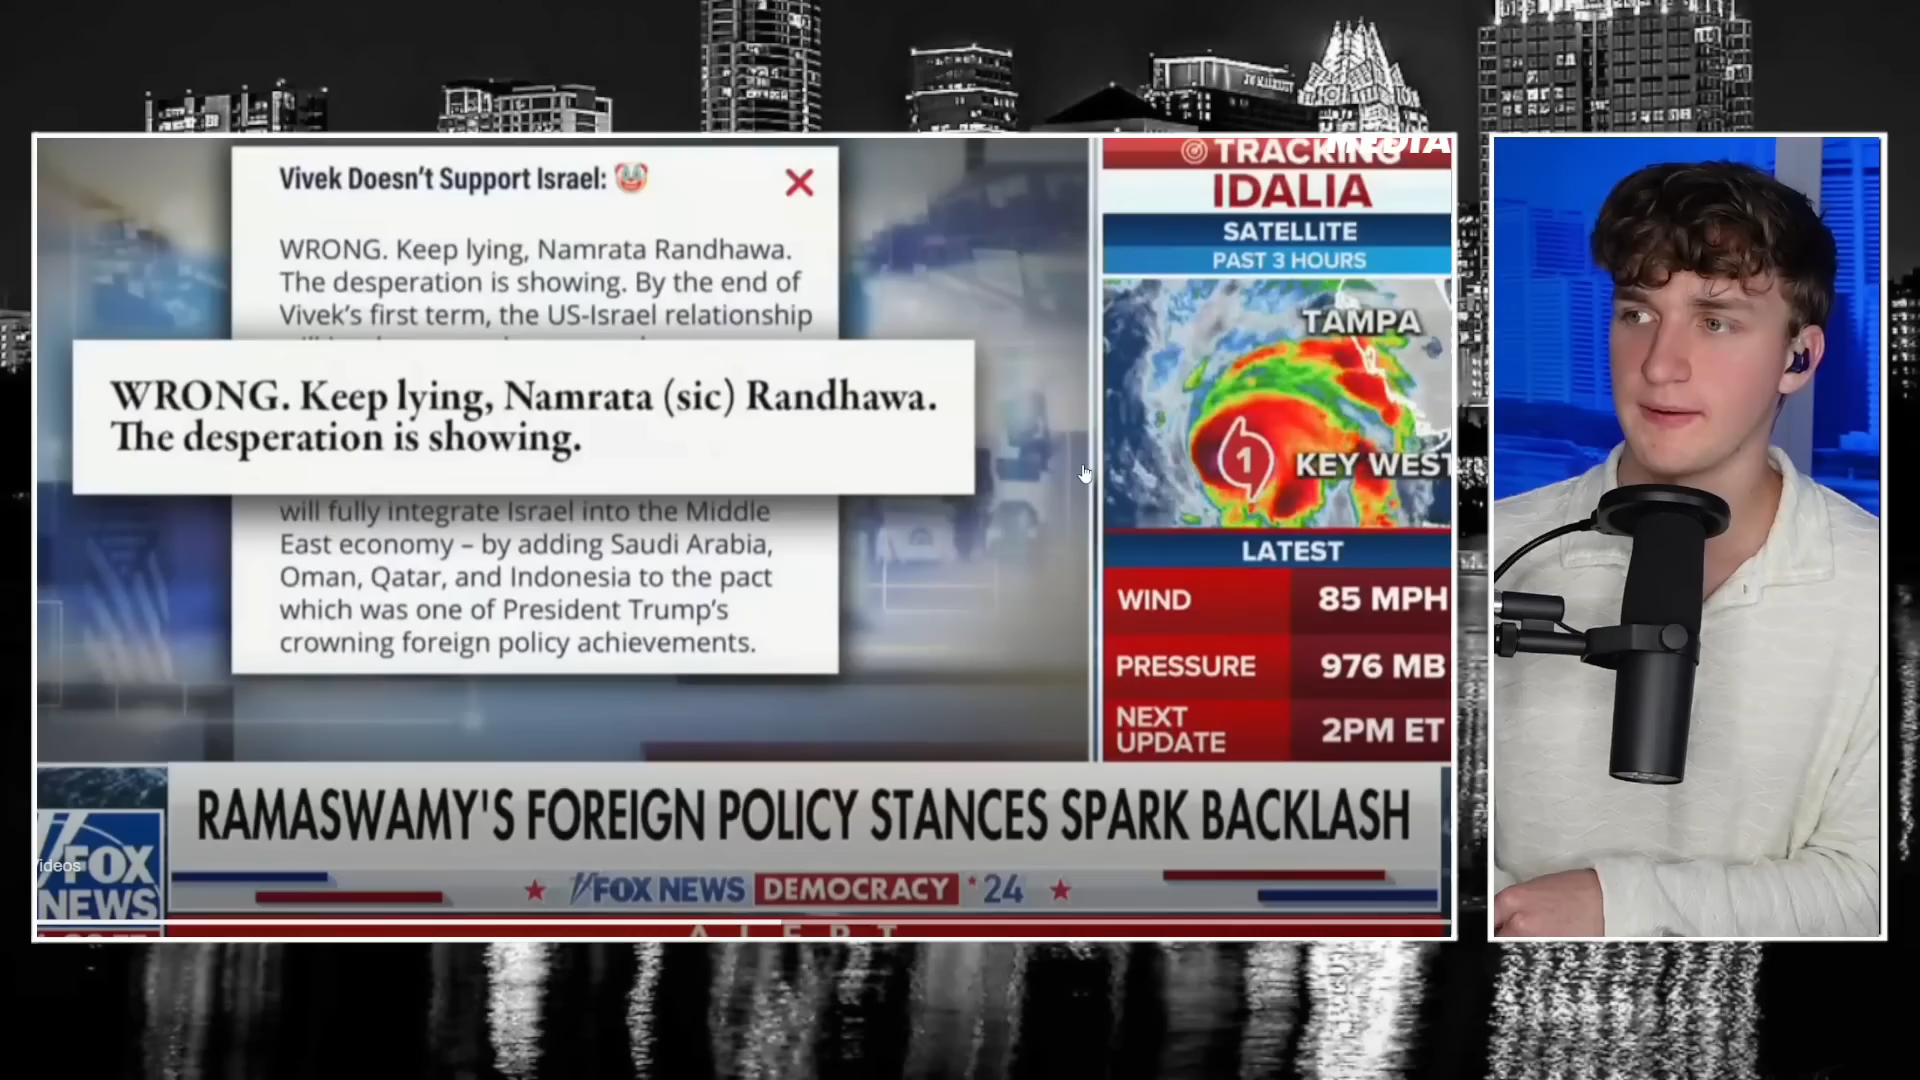 MEDIA
Vivek Doesn't Support Israel: 🤡
WRONG. Keep lying, Namrata Randhawa.
The desperation is showing. By the end of
Vivek's first term, the US-Israel relationship
WRONG. Keep lying, Namrata (sic) Randhawa.
The desperation is showing.
will fully integrate Israel into the Middle
East economy – by adding Saudi Arabia,
Oman, Qatar, and Indonesia to the pact
which was one of President Trump's
crowning foreign policy achievements.
TRACKING
IDALIA
SATELLITE
PAST 3 HOURS
TAMPA
1
KEY WEST
LATEST
WIND 85 MPH
PRESSURE 976 MB
NEXT
UPDATE 2PM ET
RAMASWAMY'S FOREIGN POLICY STANCES SPARK BACKLASH
FOX NEWS DEMOCRACY '24
FOX
NEWS
ideos
ALERT